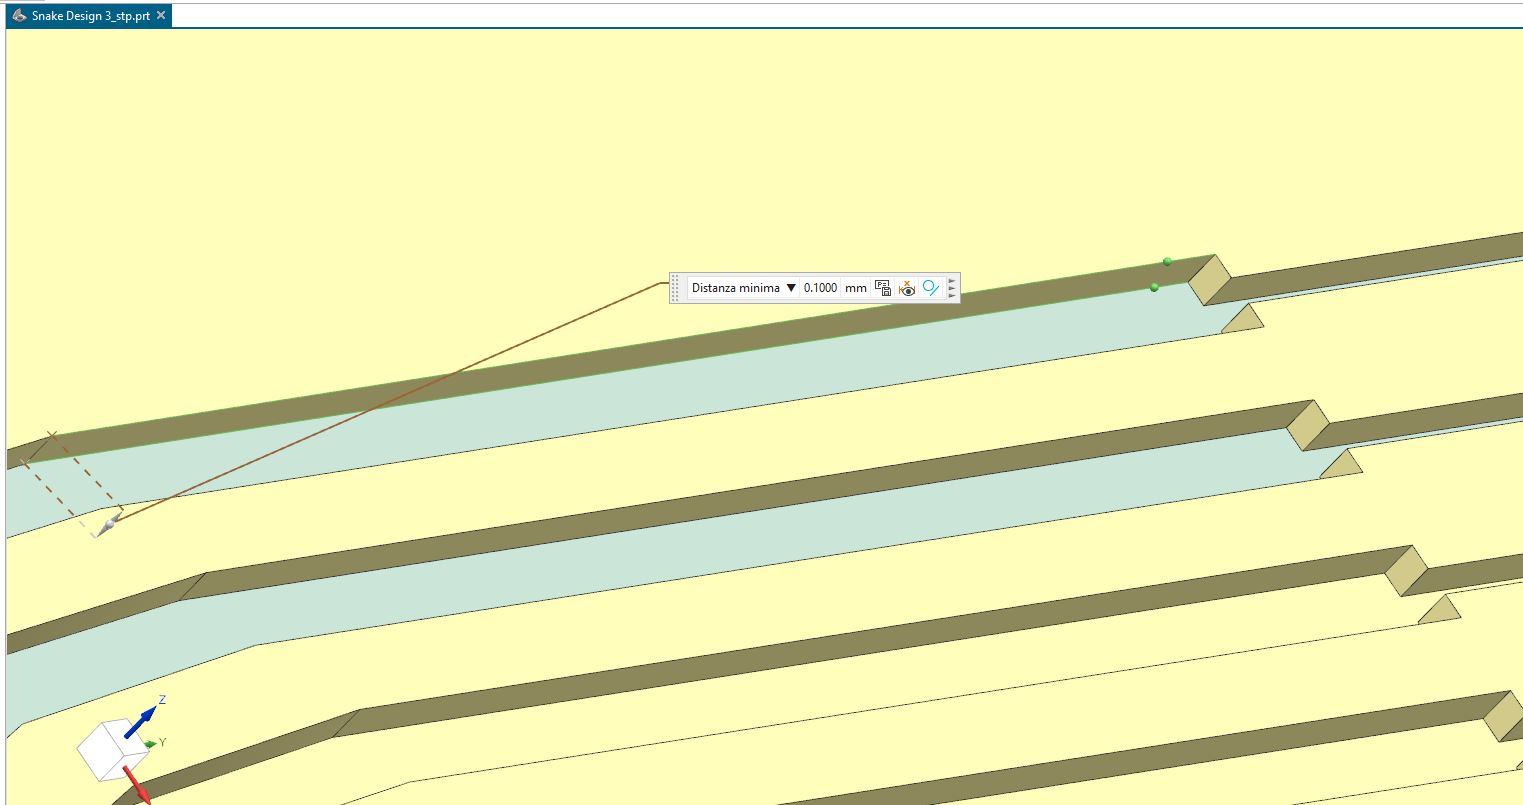 Snake Design 3_stp.prt
Distanza minima 0.1000 mm
Z
Y